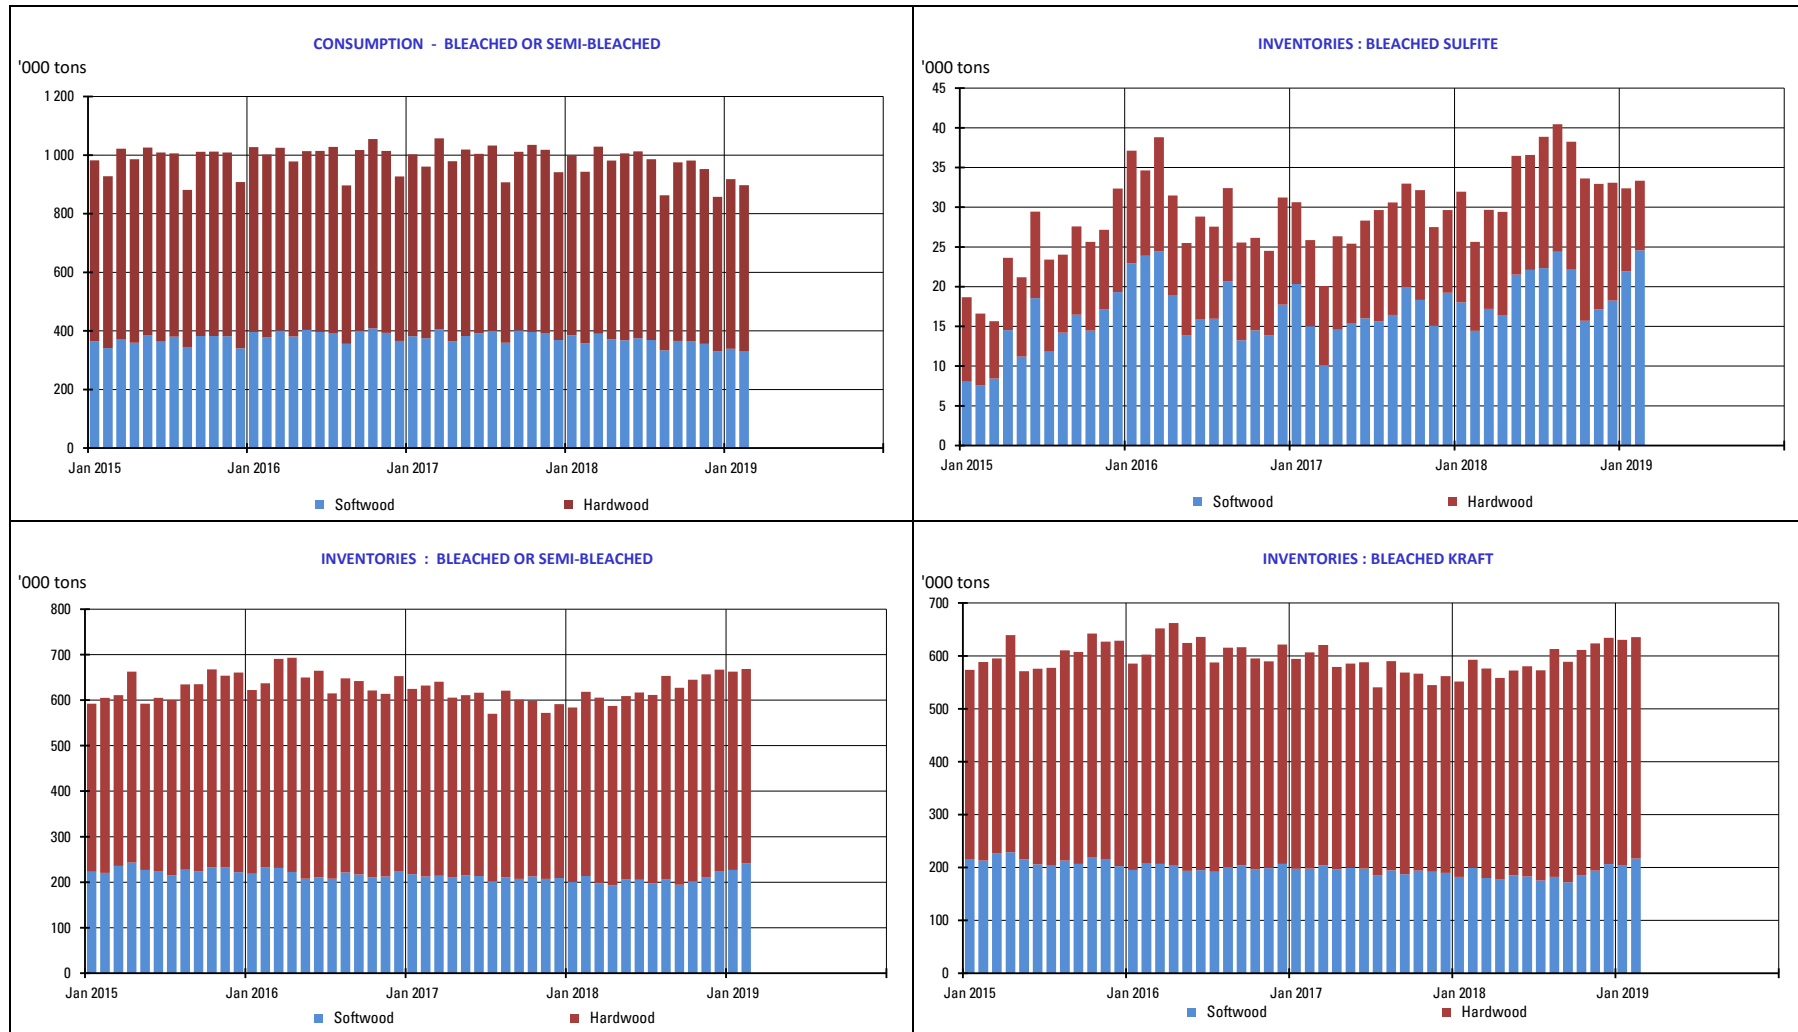 CONSUMPTION - BLEACHED OR SEMI-BLEACHED
'000 tons
1 200
1 000
800
600
400
200
0
Jan 2015 Jan 2016 Jan 2017 Jan 2018 Jan 2019
Softwood Hardwood
INVENTORIES : BLEACHED SULFITE
'000 tons
45
40
35
30
25
20
15
10
5
0
Jan 2015 Jan 2016 Jan 2017 Jan 2018 Jan 2019
Softwood Hardwood
INVENTORIES : BLEACHED OR SEMI-BLEACHED
'000 tons
800
700
600
500
400
300
200
100
0
Jan 2015 Jan 2016 Jan 2017 Jan 2018 Jan 2019
Softwood Hardwood
INVENTORIES : BLEACHED KRAFT
'000 tons
700
600
500
400
300
200
100
0
Jan 2015 Jan 2016 Jan 2017 Jan 2018 Jan 2019
Softwood Hardwood